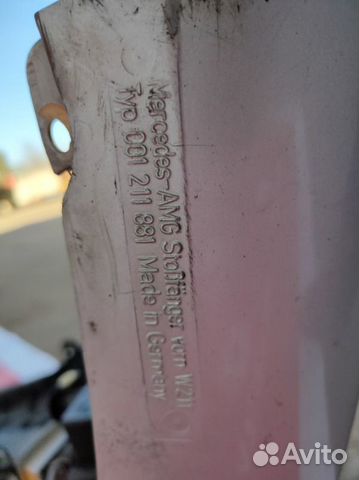 Mercedes-AMG Stoßfänger vorn W211
Typ 001 211 881 Made in Germany
Avito